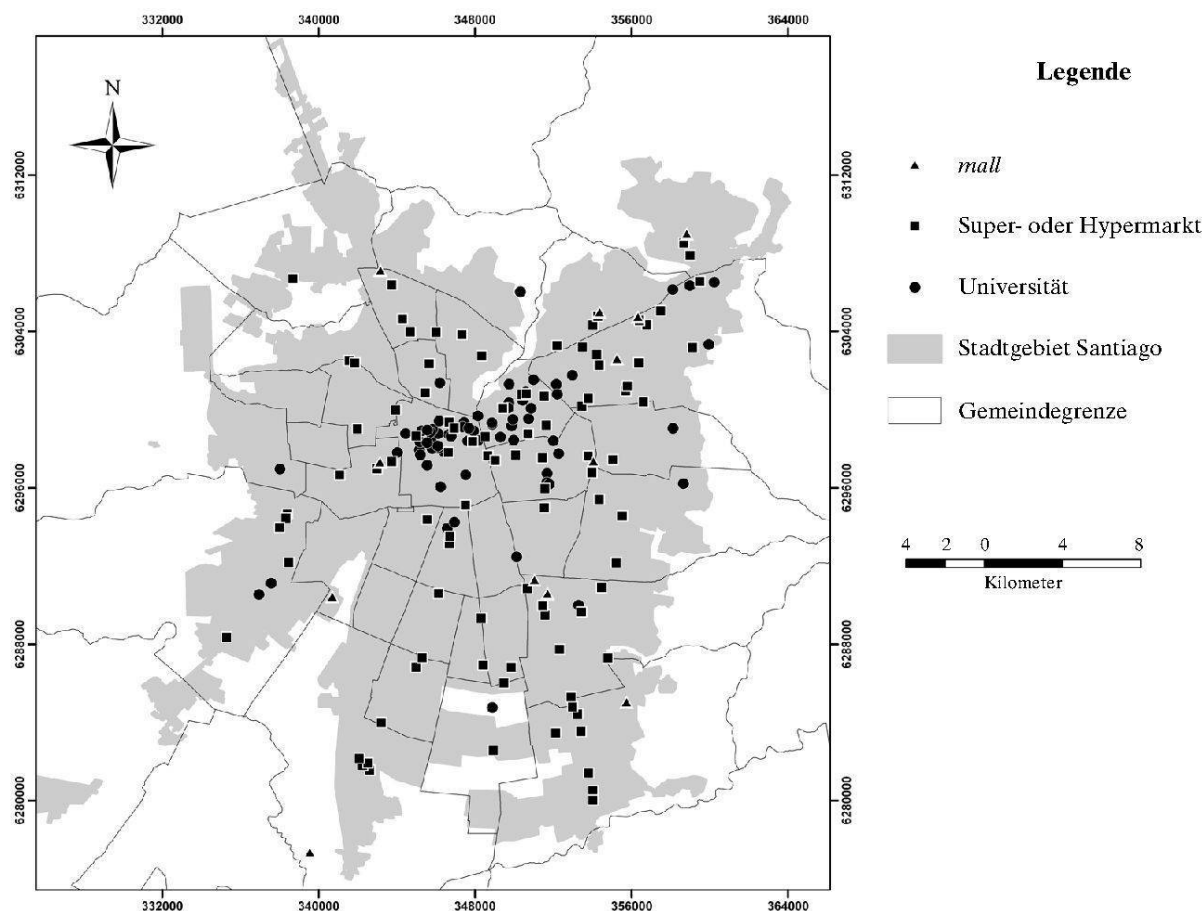 332000 340000 348000 356000 364000
N
6312000 6312000
6304000 6304000
6296000 6296000
6288000 6288000
6280000 6280000
332000 340000 348000 356000 364000
Legende
mall
Super- oder Hypermarkt
Universität
Stadtgebiet Santiago
Gemeindegrenze
4 2 0 4 8
Kilometer